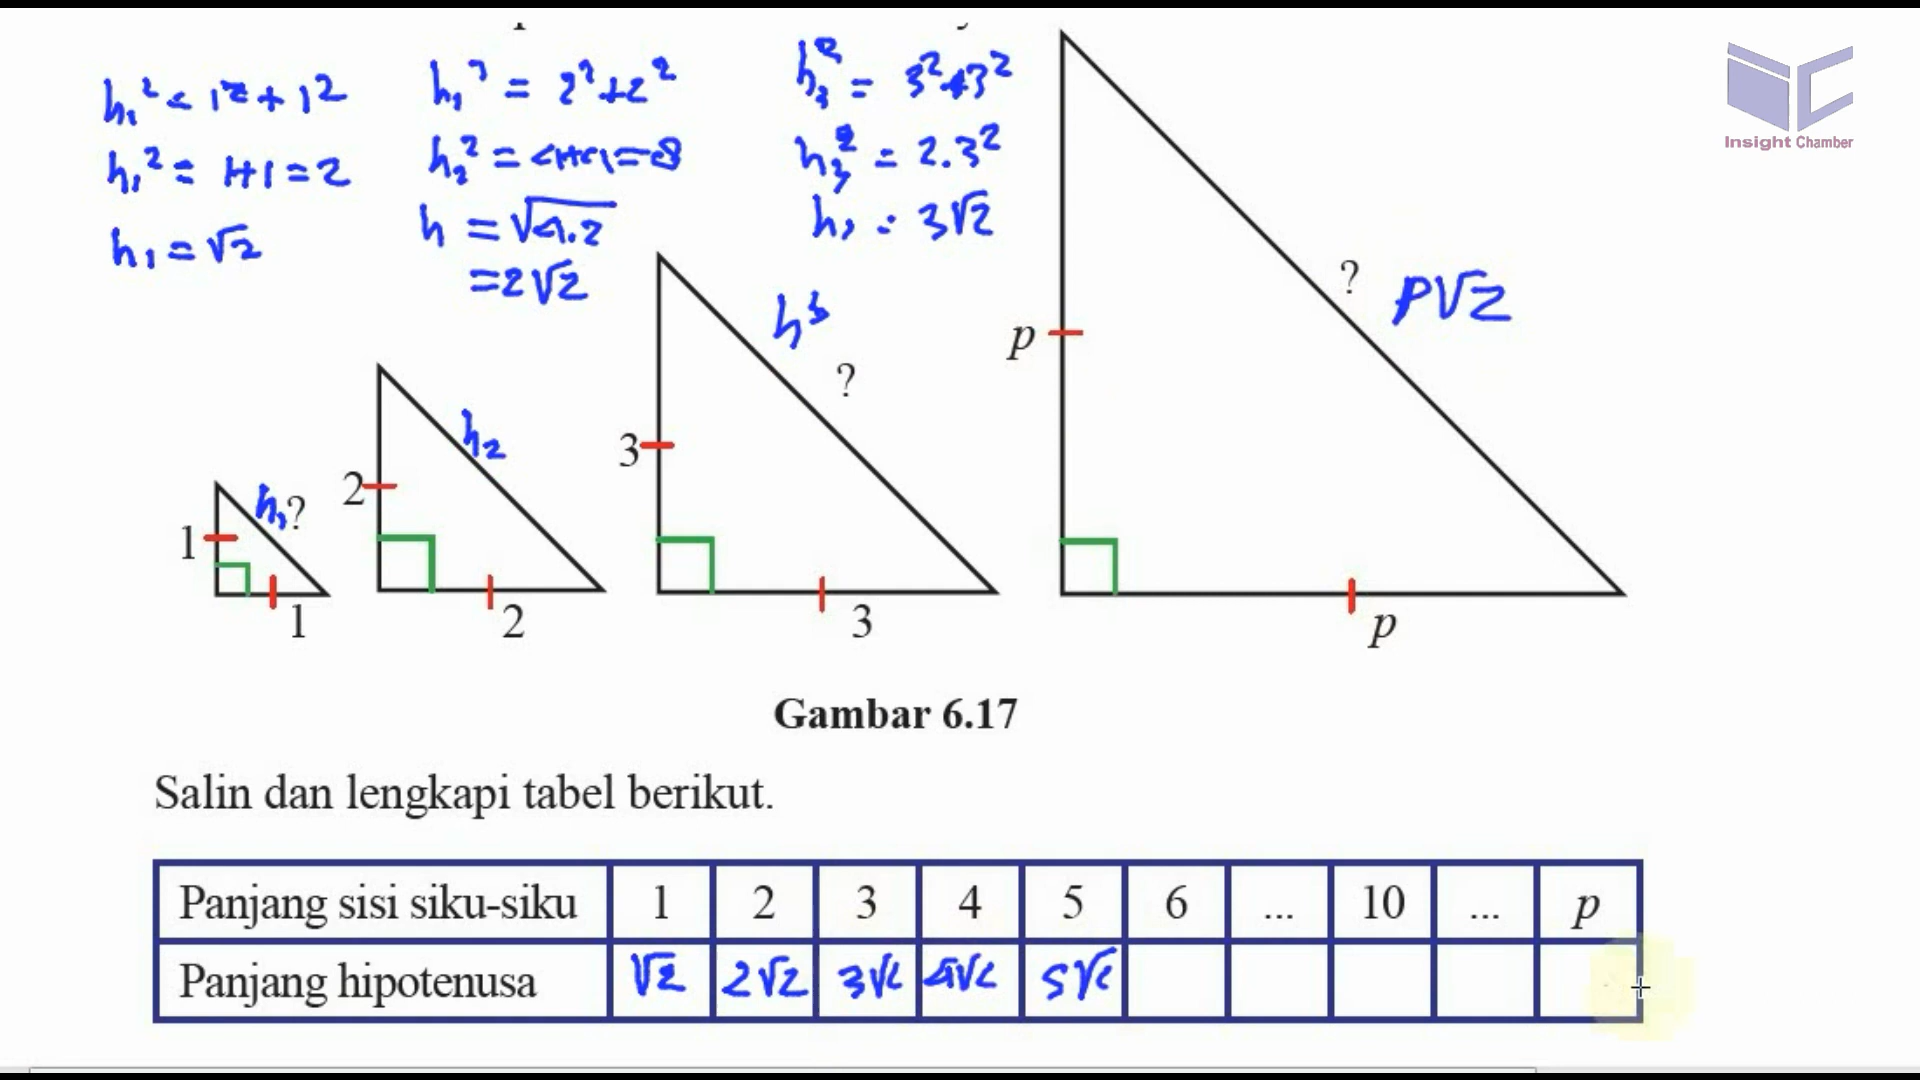 h₁² < 1² + 1²
h₁² = 1+1 = 2
h₁ = √2
h₁² = 2² + 2²
h₂² = 4+4 = 8
h = √4.2
= 2√2
h₃² = 3² + 3²
h₃² = 2.3²
= 3√2
Insight Chamber
1
h₁?
1
2
h₂
2
3
h³
?
3
p
?
p√2
p
Gambar 6.17
Salin dan lengkapi tabel berikut.
Panjang sisi siku-siku 1 2 3 4 5 6 ... 10 ... p
Panjang hipotenusa √2 2√2 3√2 4√2 5√2